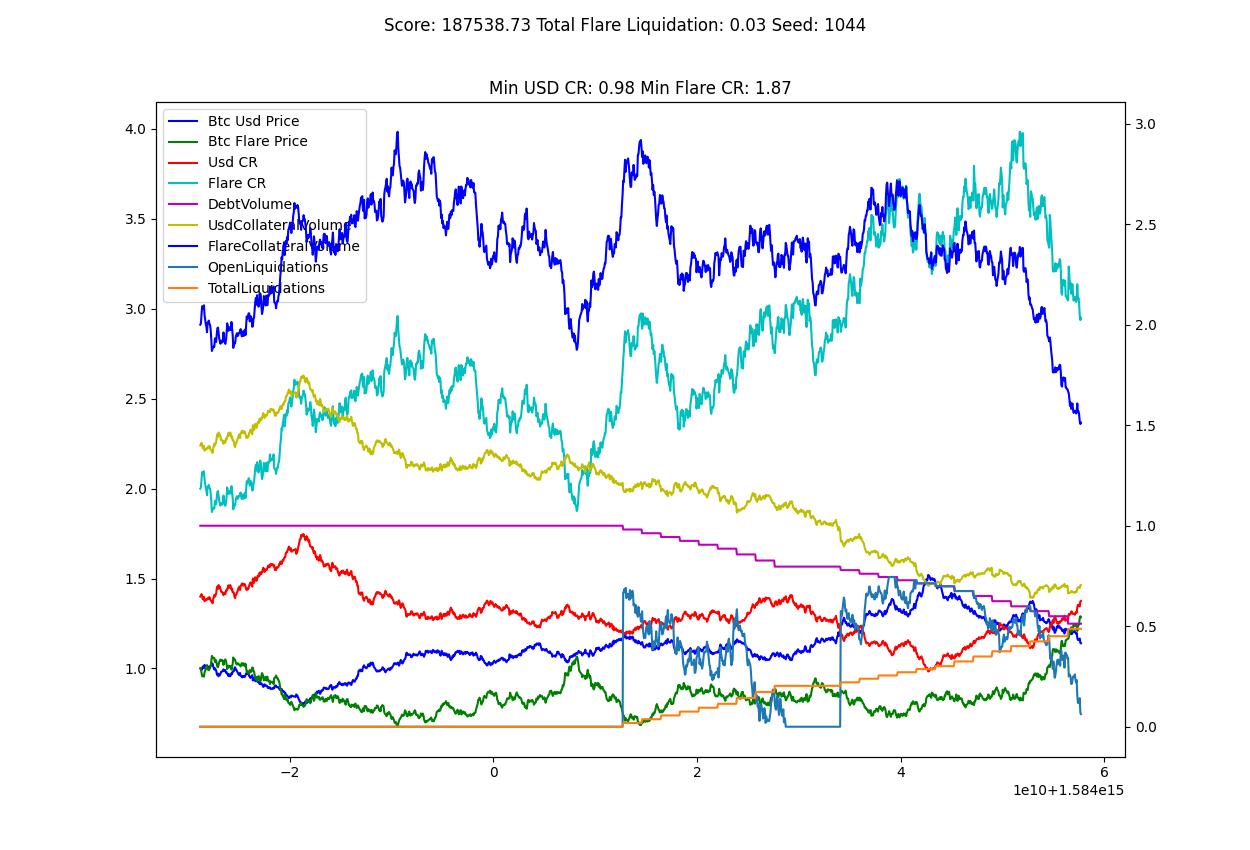 Score: 187538.73 Total Flare Liquidation: 0.03 Seed: 1044
Min USD CR: 0.98 Min Flare CR: 1.87
Btc Usd Price
Btc Flare Price
Usd CR
Flare CR
DebtVolume
UsdCollateralVolume
FlareCollateralVolume
OpenLiquidations
TotalLiquidations
4.0
3.5
3.0
2.5
2.0
1.5
1.0
3.0
2.5
2.0
1.5
1.0
0.5
0.0
−2
0
2
4
6
1e10+1.584e15